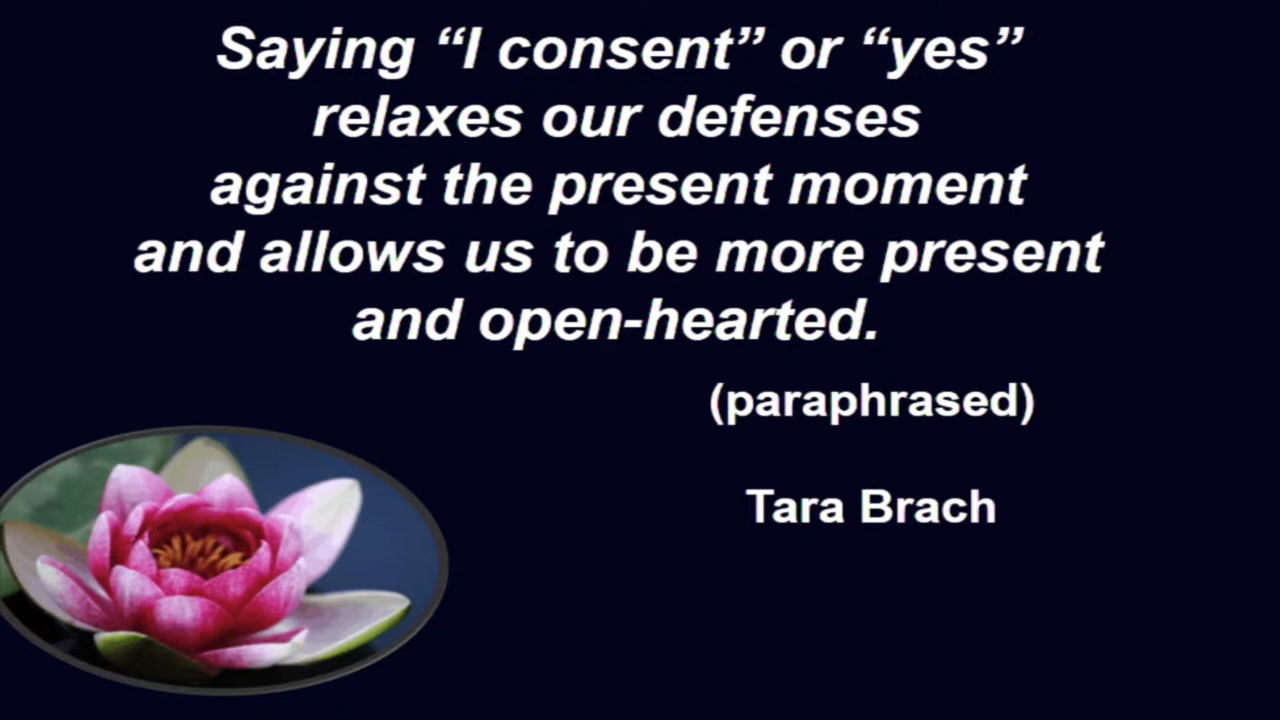 Saying “I consent” or “yes”
relaxes our defenses
against the present moment
and allows us to be more present
and open-hearted.
(paraphrased)
Tara Brach